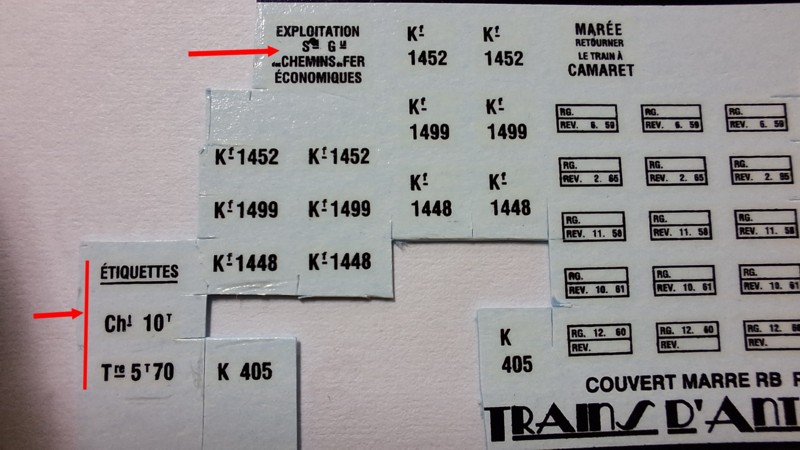 EXPLOITATION
Sté Gle
des CHEMINS de FER
ÉCONOMIQUES
Kf
1452
Kf
1452
MARÉE
RETOURNER
LE TRAIN À
CAMARET
Kf
1499
Kf
1499
RG.
REV. 6. 59
RG.
REV. 6. 59
RG.
REV. 6. 59
Kf 1452
Kf 1452
RG.
REV. 2. 65
RG.
REV. 2. 65
RG.
REV. 2. 65
Kf
1448
Kf
1448
Kf 1499
Kf 1499
RG.
REV. 11. 58
RG.
REV. 11. 58
RG.
REV. 11. 58
Kf 1448
Kf 1448
ÉTIQUETTES
RG.
REV. 10. 61
RG.
REV. 10. 61
RG.
REV. 10. 61
Cht 10T
RG. 12. 60
REV.
RG. 12. 60
REV.
RG. 12.
REV.
K
405
Tre 5T70
K 405
COUVERT MARRE RB
TRAINS D'ANT